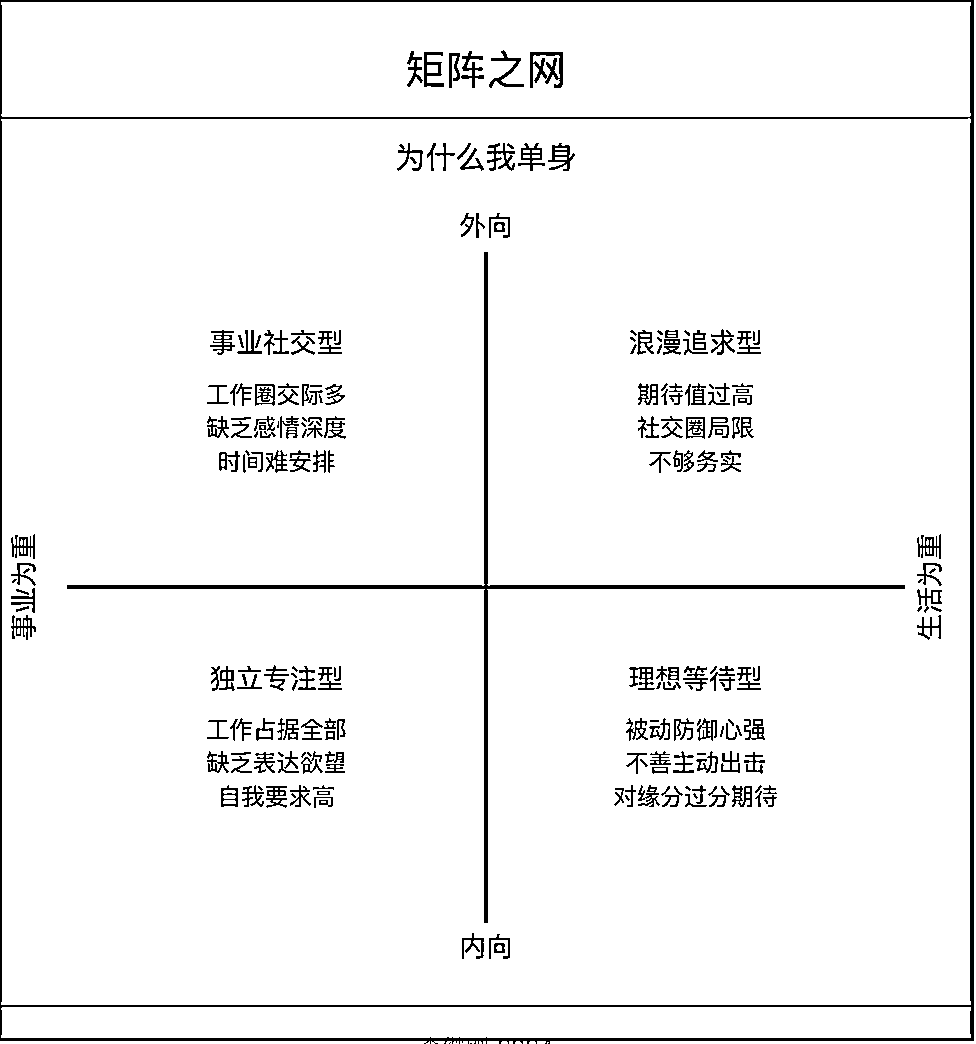 矩阵之网
为什么我单身
外向
事业社交型
工作圈交际多
缺乏感情深度
时间难安排
浪漫追求型
期待值过高
社交圈局限
不够务实
事业为重
生活为重
独立专注型
工作占据全部
缺乏表达欲望
自我要求高
理想等待型
被动防御心强
不善主动出击
对缘分过分期待
内向